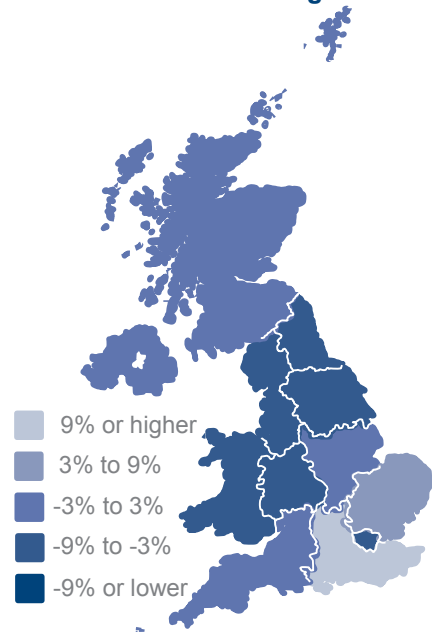 9% or higher
3% to 9%
-3% to 3%
-9% to -3%
-9% or lower